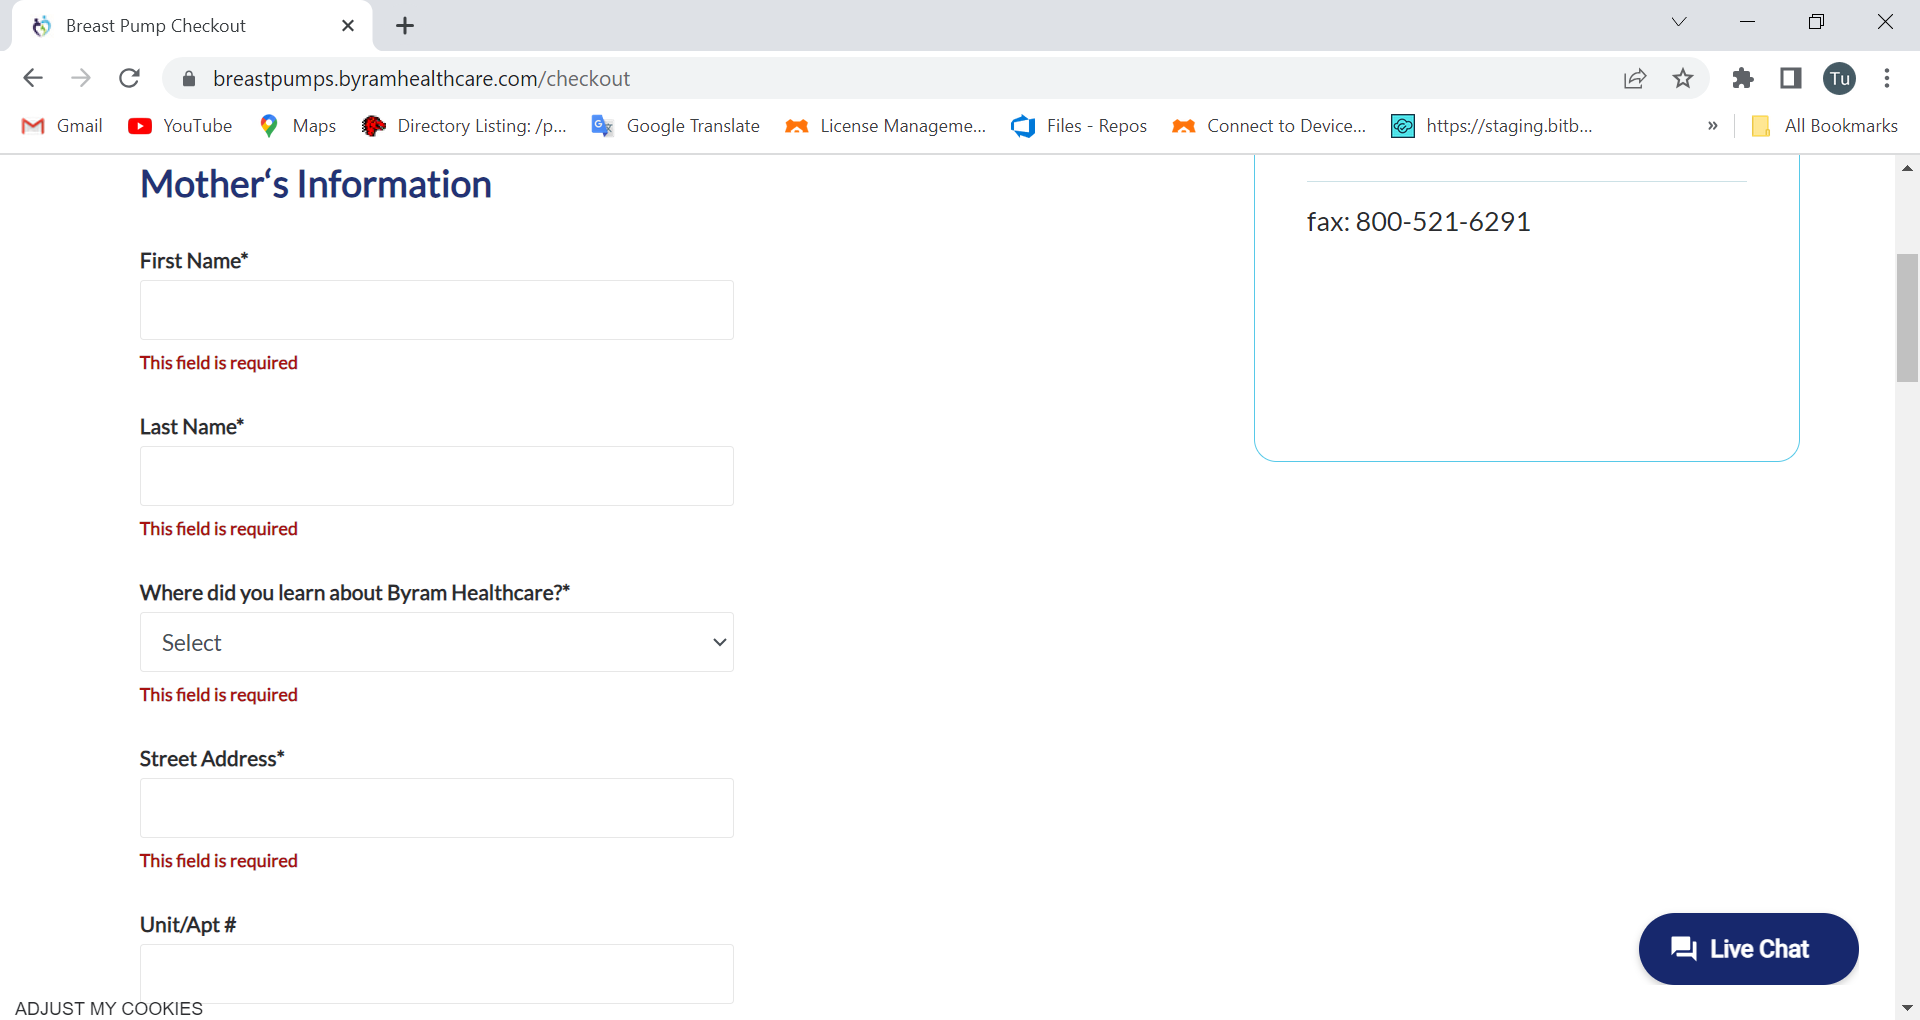 Breast Pump Checkout
breastpumps.byramhealthcare.com/checkout
Tu
Gmail
YouTube
Maps
Directory Listing: /p...
Google Translate
License Manageme...
Files - Repos
Connect to Device...
https://staging.bitb...
»
All Bookmarks
Mother‘s Information
fax: 800-521-6291
First Name*
This field is required
Last Name*
This field is required
Where did you learn about Byram Healthcare?*
Select
This field is required
Street Address*
This field is required
Unit/Apt #
Live Chat
ADJUST MY COOKIES